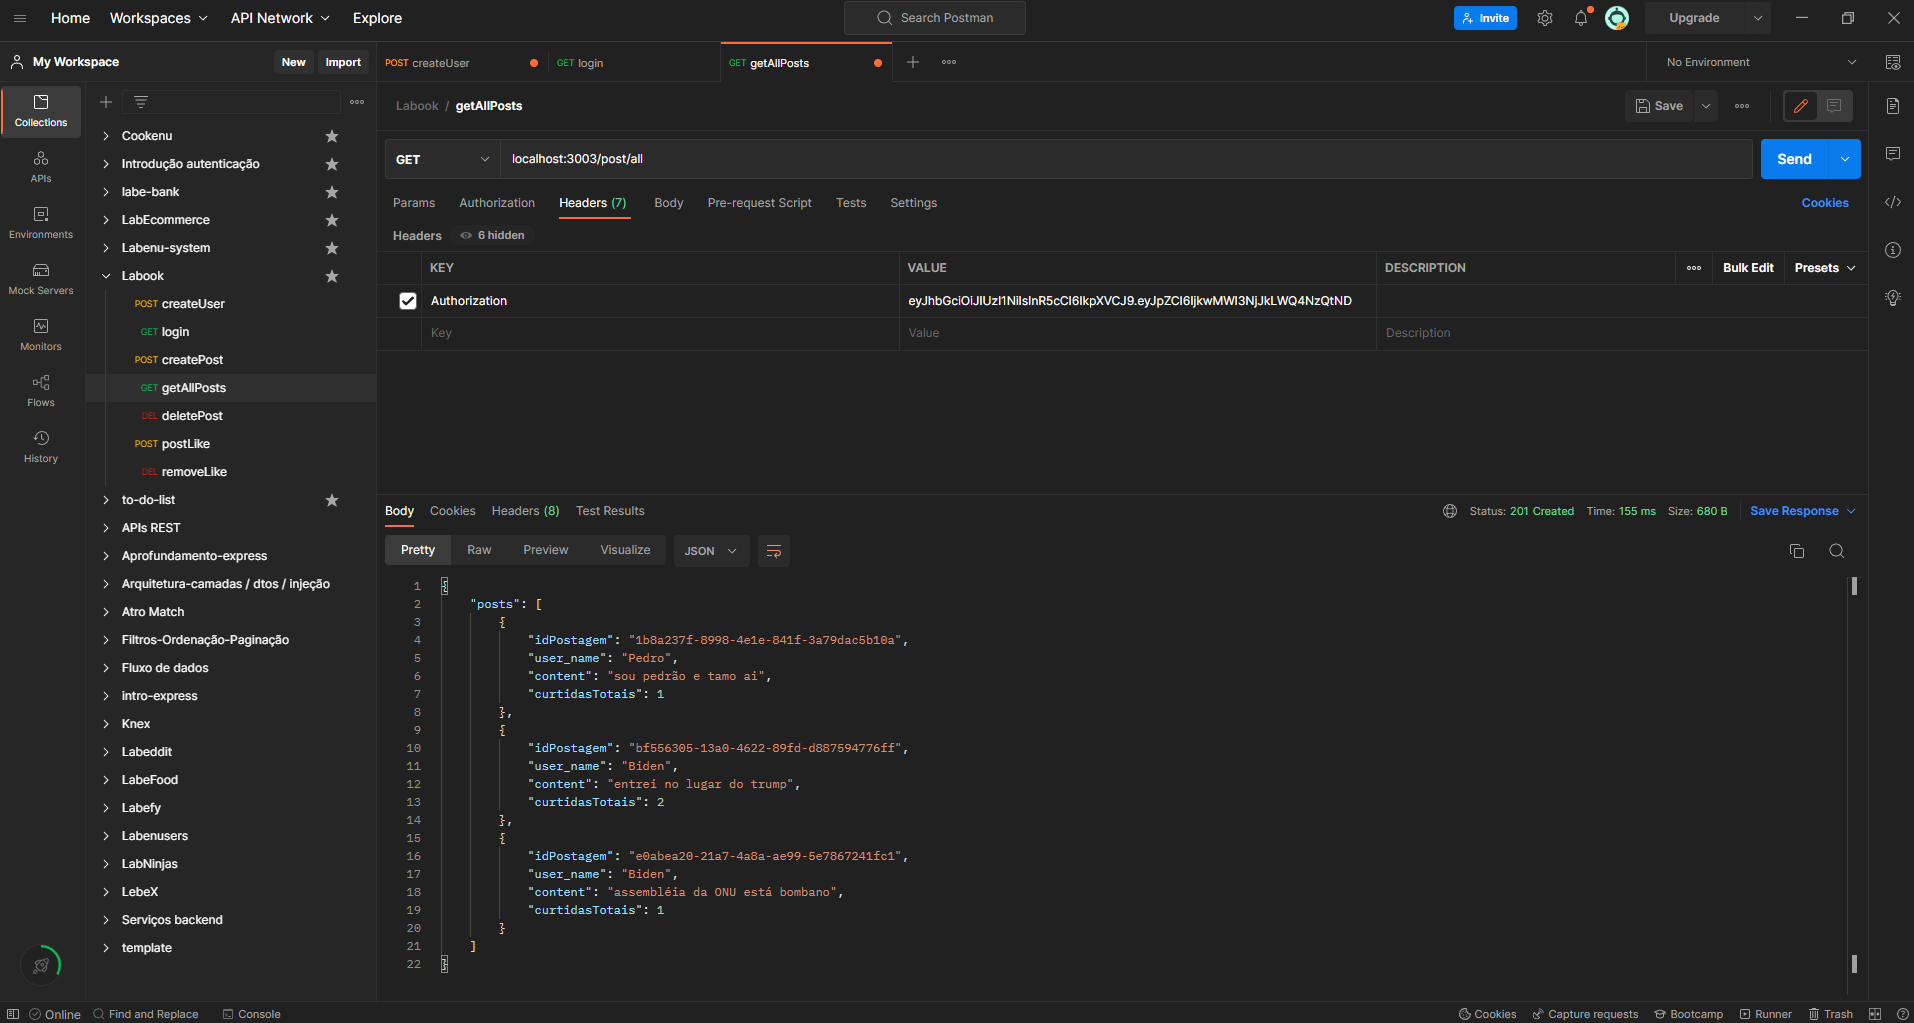 Home Workspaces API Network Explore Search Postman Invite Upgrade
My Workspace New Import POST createUser GET login GET getAllPosts No Environment
Collections
APIs
Environments
Mock Servers
Monitors
Flows
History
Cookenu
Introdução autenticação
labe-bank
LabEcommerce
Labenu-system
Labook
POST createUser
GET login
POST createPost
GET getAllPosts
DEL deletePost
POST postLike
DEL removeLike
to-do-list
APIs REST
Aprofundamento-express
Arquitetura-camadas / dtos / injeção
Atro Match
Filtros-Ordenação-Paginação
Fluxo de dados
intro-express
Knex
Labeddit
LabeFood
Labefy
Labenusers
LabNinjas
LebeX
Serviços backend
template
Labook / getAllPosts Save
GET localhost:3003/post/all Send
Params Authorization Headers (7) Body Pre-request Script Tests Settings Cookies
Headers 6 hidden
KEY VALUE DESCRIPTION Bulk Edit Presets
Authorization eyJhbGciOiJIUzI1NiIsInR5cCI6IkpXVCJ9.eyJpZCI6IjkwMWI3NjJkLWQ4NzQtND
Key Value Description
Body Cookies Headers (8) Test Results Status: 201 Created Time: 155 ms Size: 680 B Save Response
Pretty Raw Preview Visualize JSON
1 {
2 "posts": [
3 {
4 "idPostagem": "1b8a237f-8998-4e1e-841f-3a79dac5b10a",
5 "user_name": "Pedro",
6 "content": "sou pedrão e tamo ai",
7 "curtidasTotais": 1
8 },
9 {
10 "idPostagem": "bf556305-13a0-4622-89fd-d887594776ff",
11 "user_name": "Biden",
12 "content": "entrei no lugar do trump",
13 "curtidasTotais": 2
14 },
15 {
16 "idPostagem": "e0abea20-21a7-4a8a-ae99-5e7867241fc1",
17 "user_name": "Biden",
18 "content": "assembléia da ONU está bombano",
19 "curtidasTotais": 1
20 }
21 ]
22 }
Online Find and Replace Console Cookies Capture requests Bootcamp Runner Trash